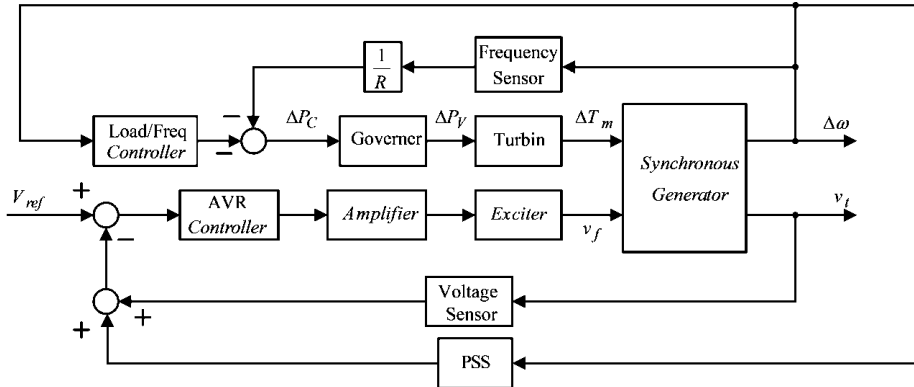 1
R
Frequency
Sensor
−
Load/Freq
Controller
−
ΔP_C
Governer
ΔP_V
Turbin
ΔT_m
Synchronous
Generator
Δω
V_ref
+
AVR
Controller
Amplifier
Exciter
v_f
v_t
−
Voltage
Sensor
+
+
PSS